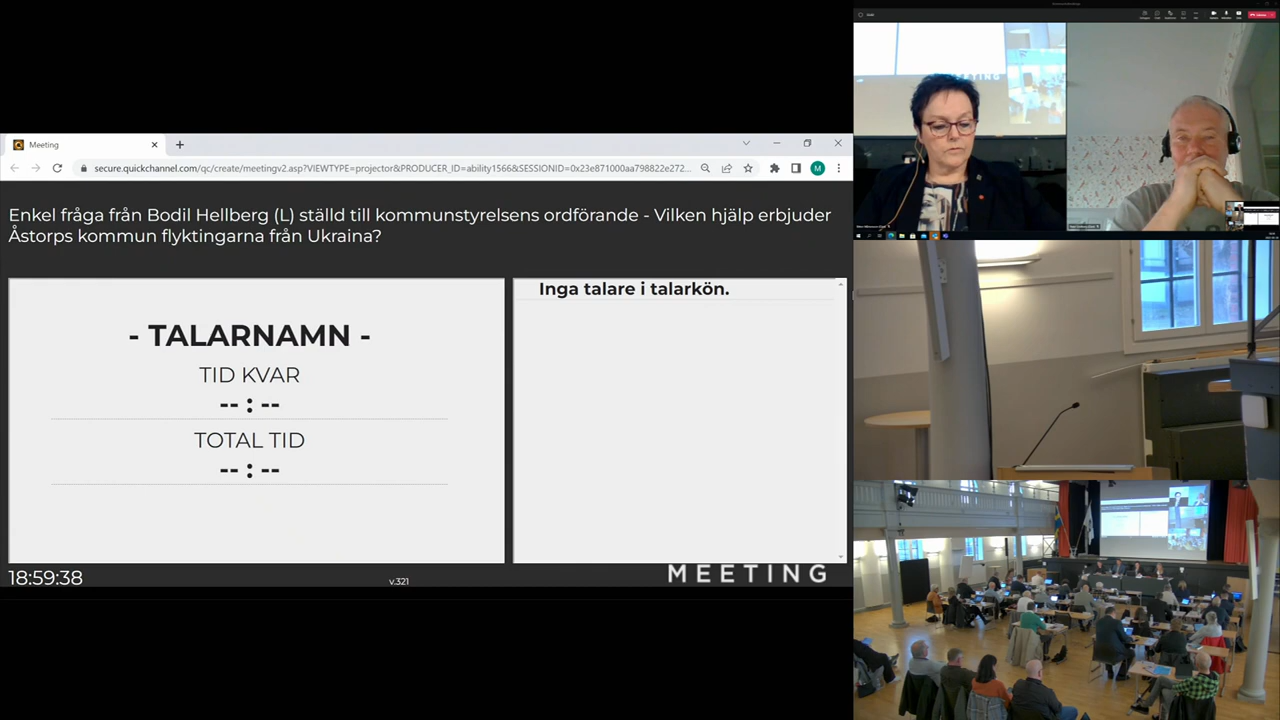 Meeting
secure.quickchannel.com/qc/create/meetingv2.asp?VIEWTYPE=projector&PRODUCER_ID=ability1566&SESSIONID=0x23e871000aa798822e272...
M
Enkel fråga från Bodil Hellberg (L) ställd till kommunstyrelsens ordförande - Vilken hjälp erbjuder
Åstorps kommun flyktingarna från Ukraina?
- TALARNAMN -
TID KVAR
-- : --
TOTAL TID
-- : --
Inga talare i talarkön.
18:59:38
v.321
MEETING
MEETING